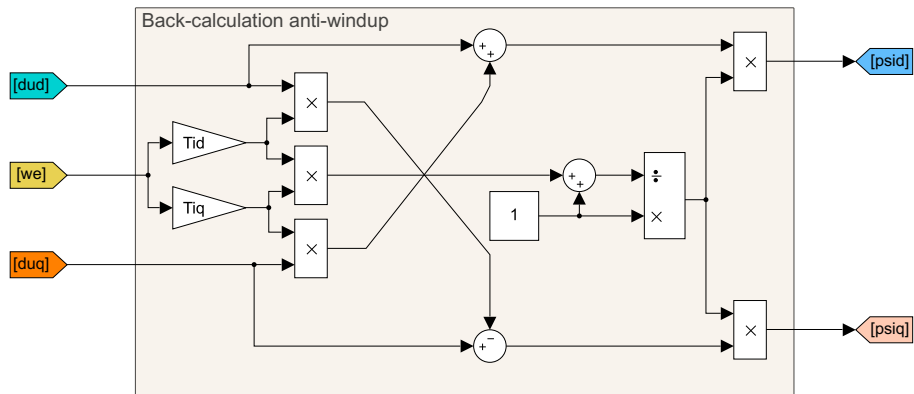 Back-calculation anti-windup
[dud]
[we]
[duq]
Tid
Tiq
×
×
×
+
+
+
+
1
÷
×
+
−
×
×
[psid]
[psiq]